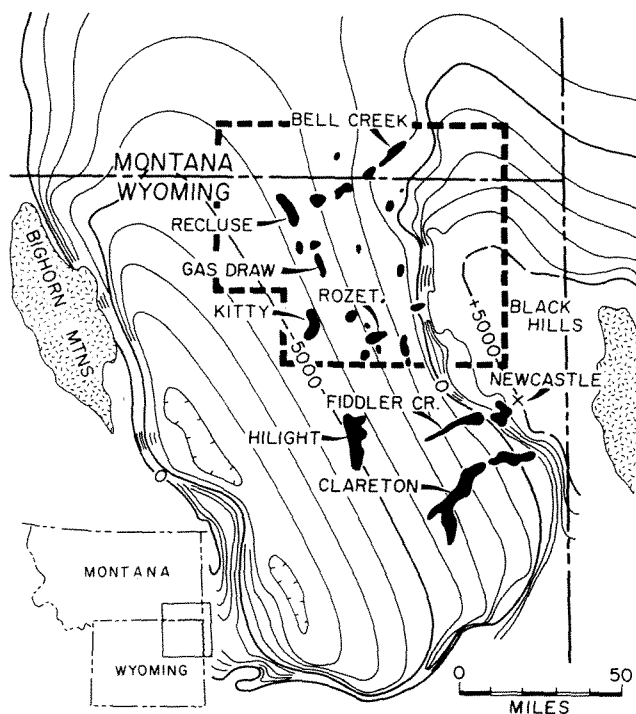 BELL CREEK
MONTANA
WYOMING
RECLUSE
BIGHORN
MTNS
GAS DRAW
KITTY
ROZET
-5000
+5000
BLACK
HILLS
0
NEWCASTLE
FIDDLER CR.
HILIGHT
CLARETON
0
MONTANA
WYOMING
0 50
MILES